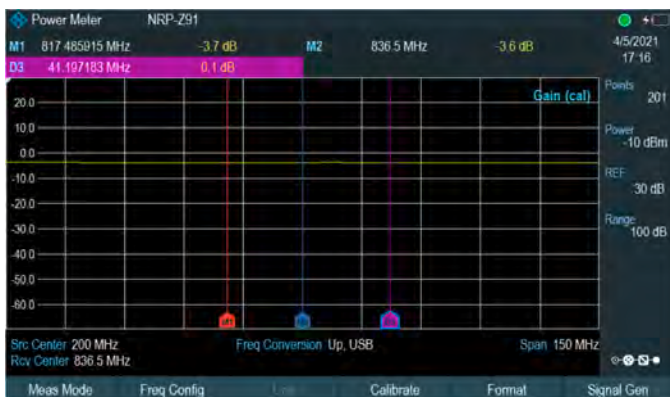 Power Meter NRP-Z91
M1 817.485915 MHz -3.7 dB M2 836.5 MHz -3.6 dB 4/5/2021
17:16
D3 41.197183 MHz 0.1 dB
Gain (cal)
Points
201
Power
-10 dBm
REF
30 dB
Range
100 dB
20.0
10.0
0.0
-10.0
-20.0
-30.0
-40.0
-50.0
-60.0
M1
Src Center 200 MHz Freq Conversion Up, USB Span 150 MHz
Rcv Center 836.5 MHz
Meas Mode Freq Config Calibrate Format Signal Gen